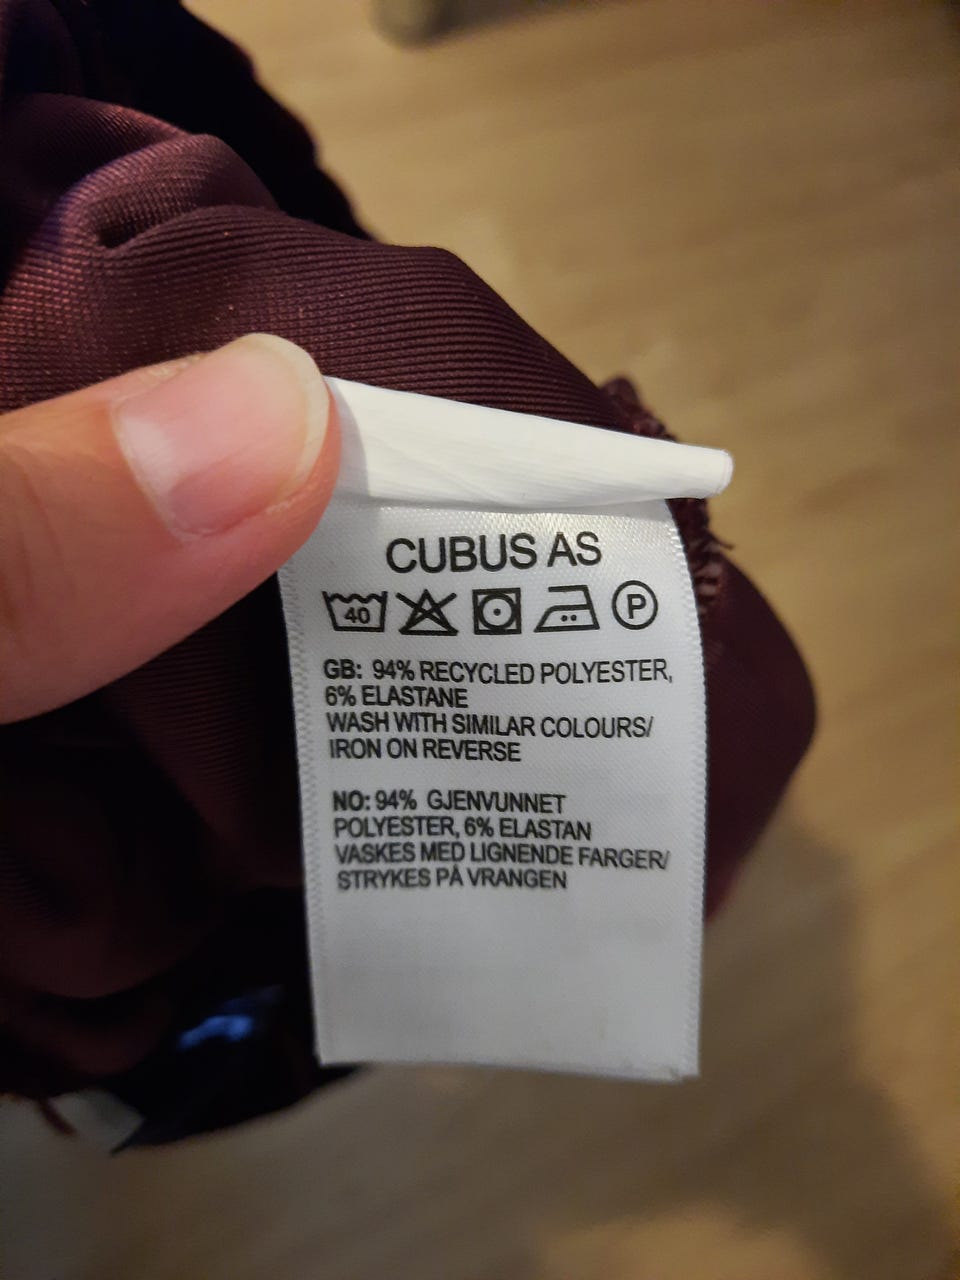 CUBUS AS
40 P
GB: 94% RECYCLED POLYESTER,
6% ELASTANE
WASH WITH SIMILAR COLOURS/
IRON ON REVERSE
NO: 94% GJENVUNNET
POLYESTER, 6% ELASTAN
VASKES MED LIGNENDE FARGER/
STRYKES PÅ VRANGEN